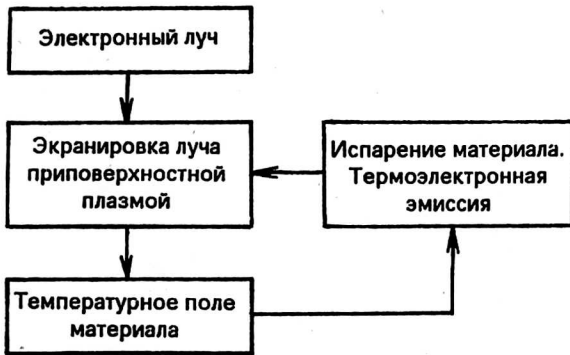 Электронный луч
Экранировка луча
приповерхностной
плазмой
Испарение материала.
Термоэлектронная
эмиссия
Температурное поле
материала